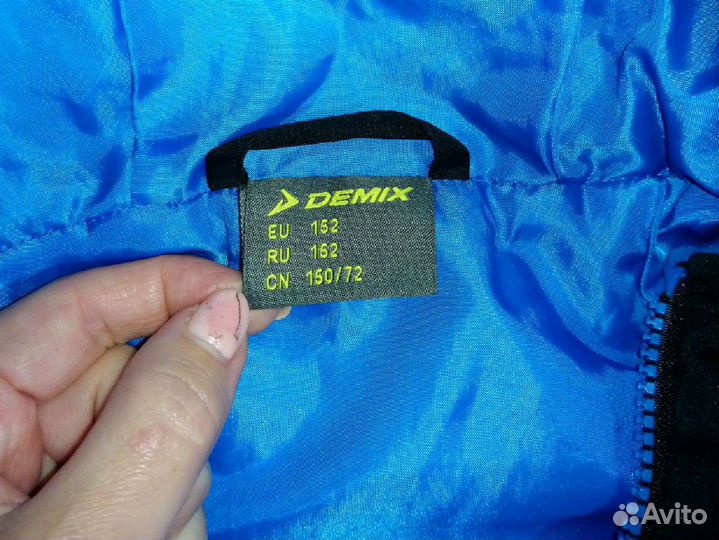 DEMIX
EU 152
RU 152
CN 150/72
Avito